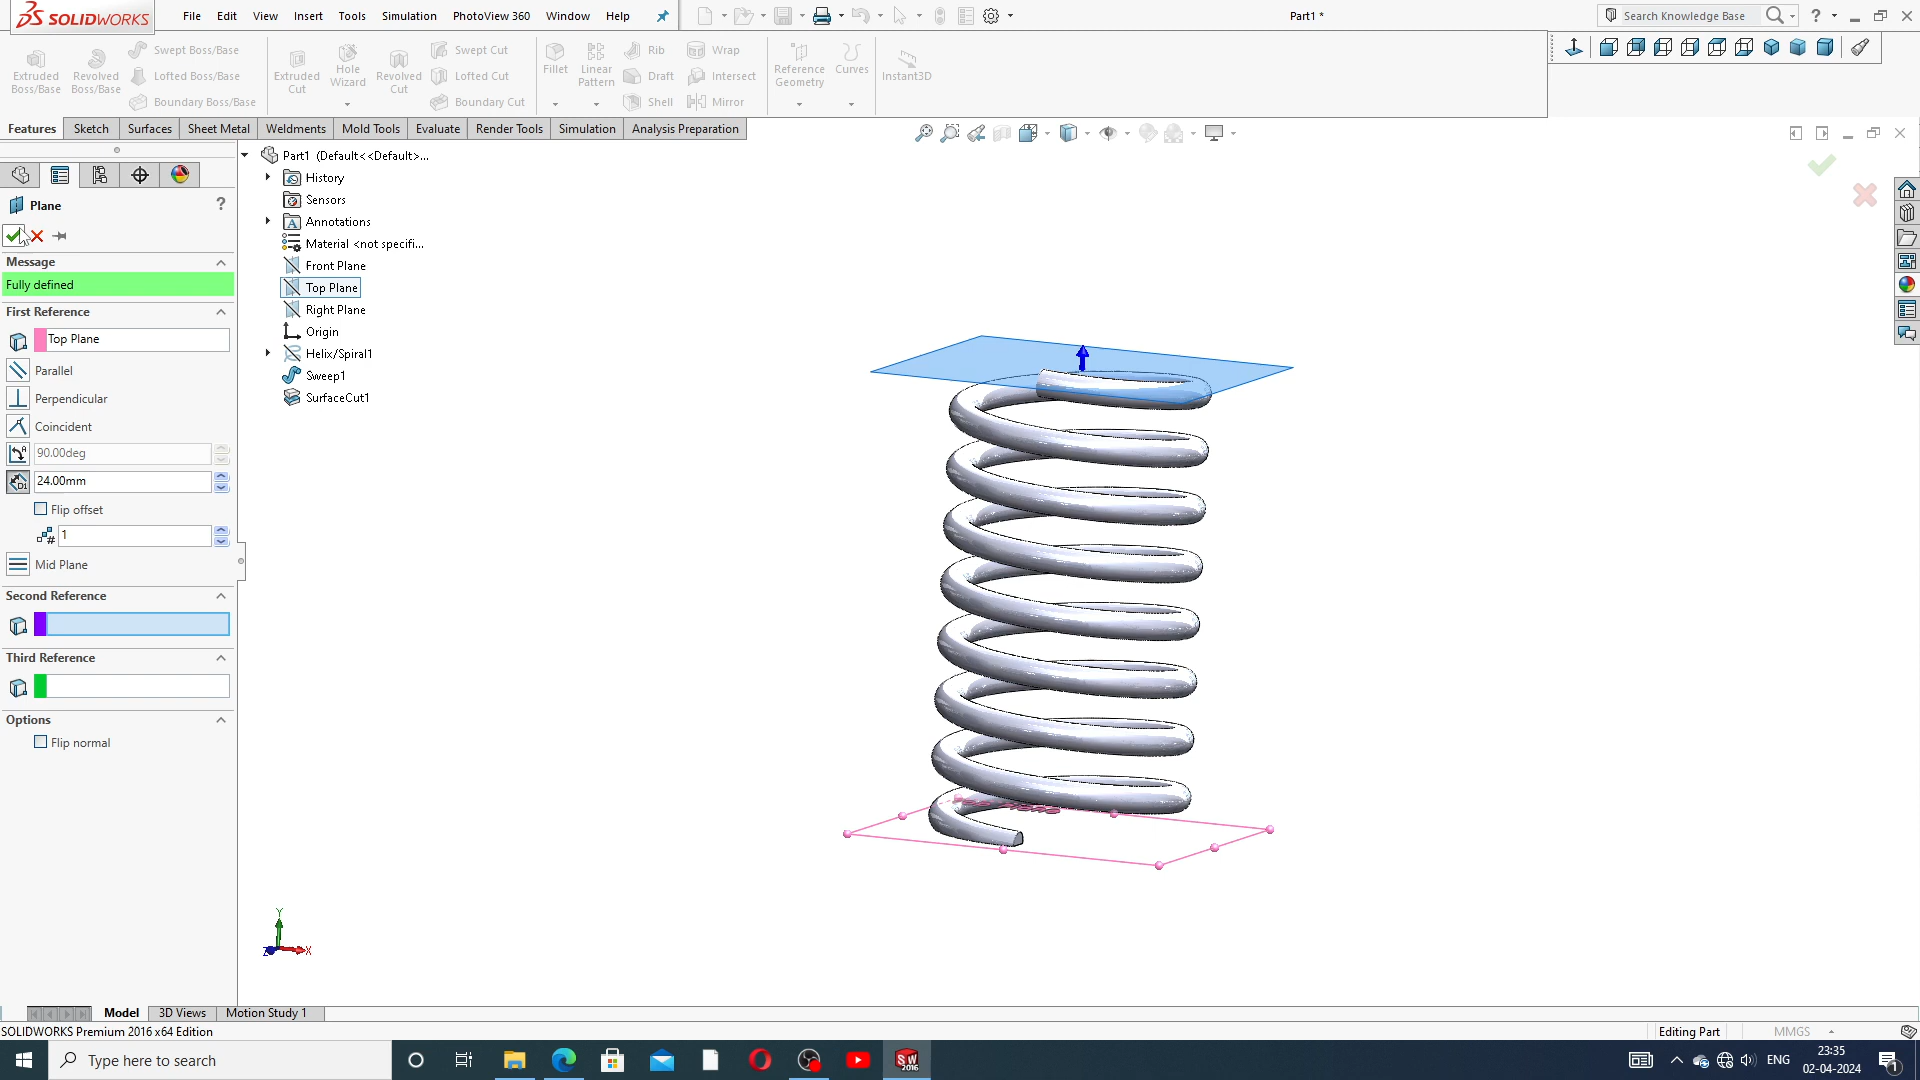 SOLIDWORKS
File Edit View Insert Tools Simulation PhotoView 360 Window Help
Part1 *
Search Knowledge Base
Extruded Boss/Base
Revolved Boss/Base
Swept Boss/Base
Lofted Boss/Base
Boundary Boss/Base
Extruded Cut
Hole Wizard
Revolved Cut
Swept Cut
Lofted Cut
Boundary Cut
Fillet
Linear Pattern
Rib
Draft
Shell
Wrap
Intersect
Mirror
Reference Geometry
Curves
Instant3D
Features Sketch Surfaces Sheet Metal Weldments Mold Tools Evaluate Render Tools Simulation Analysis Preparation
Plane
?
Message
Fully defined
First Reference
Top Plane
Parallel
Perpendicular
Coincident
90.00deg
24.00mm
Flip offset
1
Mid Plane
Second Reference
Third Reference
Options
Flip normal
Part1 (Default<<Default>...
History
Sensors
Annotations
Material <not specifi...
Front Plane
Top Plane
Right Plane
Origin
Helix/Spiral1
Sweep1
SurfaceCut1
Y
Z
X
Model 3D Views Motion Study 1
SOLIDWORKS Premium 2016 x64 Edition
Editing Part
MMGS
Type here to search
SW
2016
ENG
23:35
02-04-2024
1